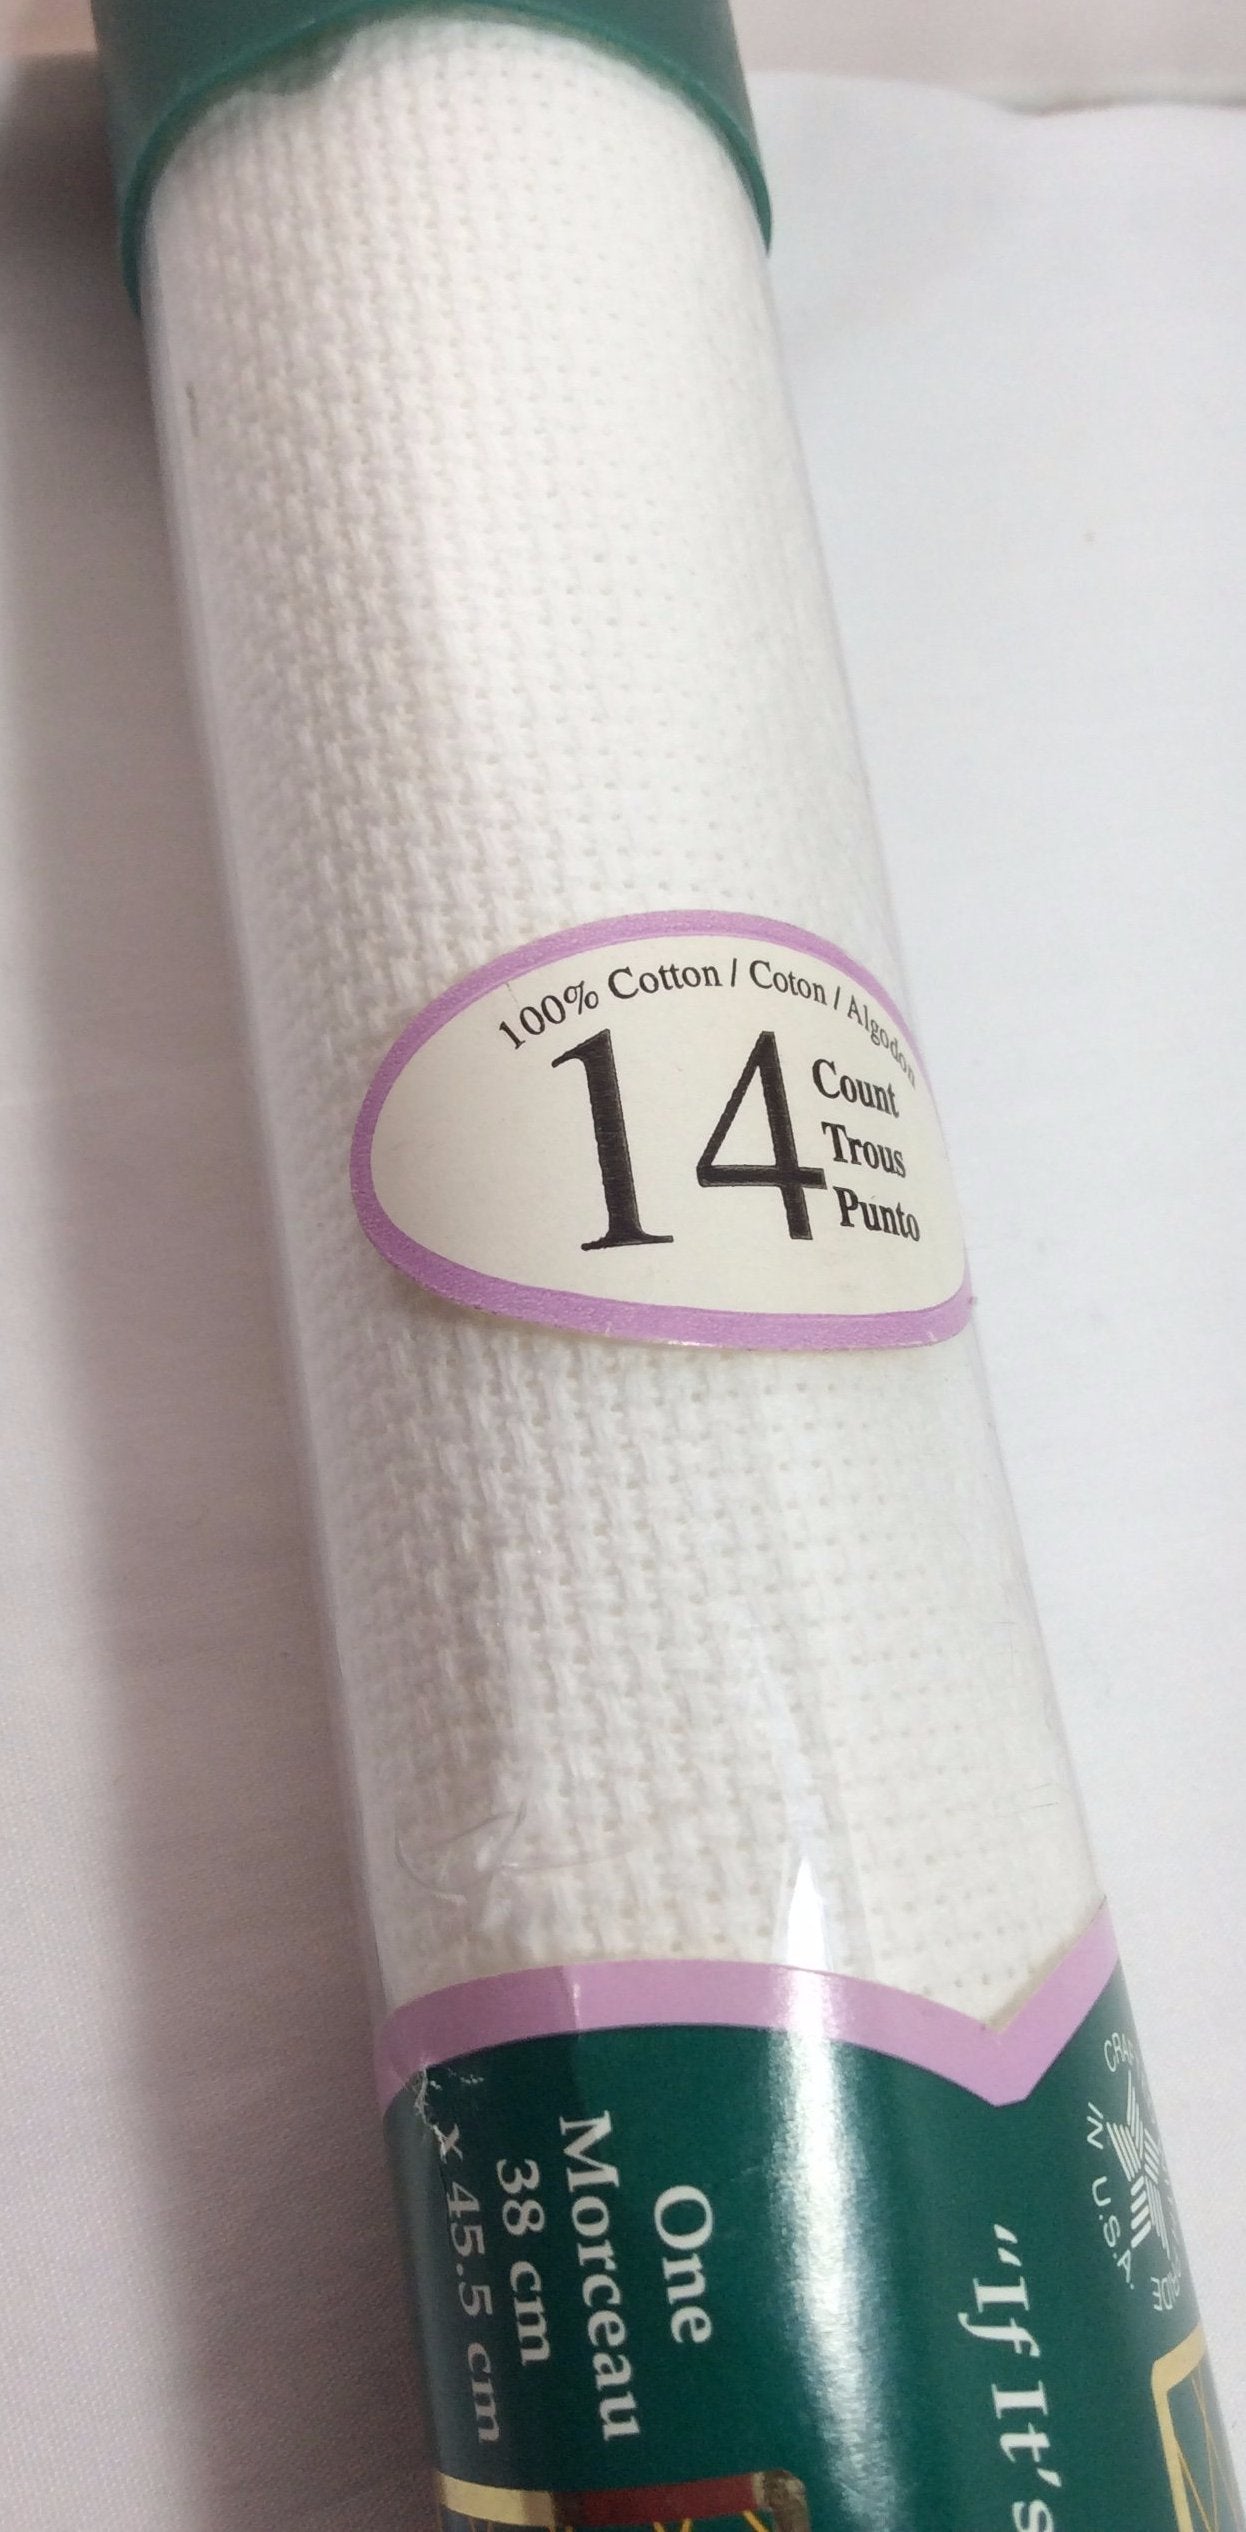 100% Cotton / Coton / Algodon
14
Count
Trous
Punto
One
Morceau
38 cm
x 45.5 cm
"If It's
IN U.S.A.